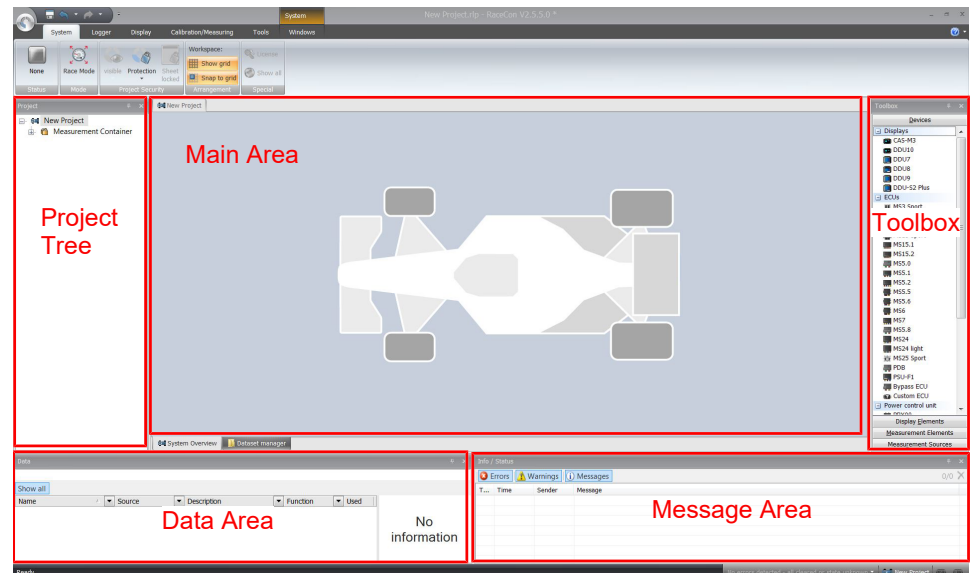 System
New Project.rlp - RaceCon V2.5.5.0 *
System Logger Display Calibration/Measuring Tools Windows
Workspace:
Show grid
Snap to grid
None Race Mode visible Protection Sheet locked
License
Show all
Status Mode Project Security Arrangement Special
Project
New Project
Measurement Container
Project
Tree
New Project
Main Area
System Overview Dataset manager
Toolbox
Devices
Displays
CAS-M3
DDU10
DDU7
DDU8
DDU9
DDU-S2 Plus
ECUs
MS3 Sport
Toolbox
MS15.1
MS15.2
MS5.0
MS5.1
MS5.2
MS5.5
MS5.6
MS6
MS7
MS5.8
MS24
MS24 light
MS25 Sport
PDB
PSU-F1
Bypass ECU
Custom ECU
Power control unit
Display Elements
Measurement Elements
Measurement Sources
Data
Show all
Name Source Description Function Used
Data Area
No
information
Info / Status
Errors Warnings Messages 0/0
T... Time Sender Message
Message Area
Ready
New Project